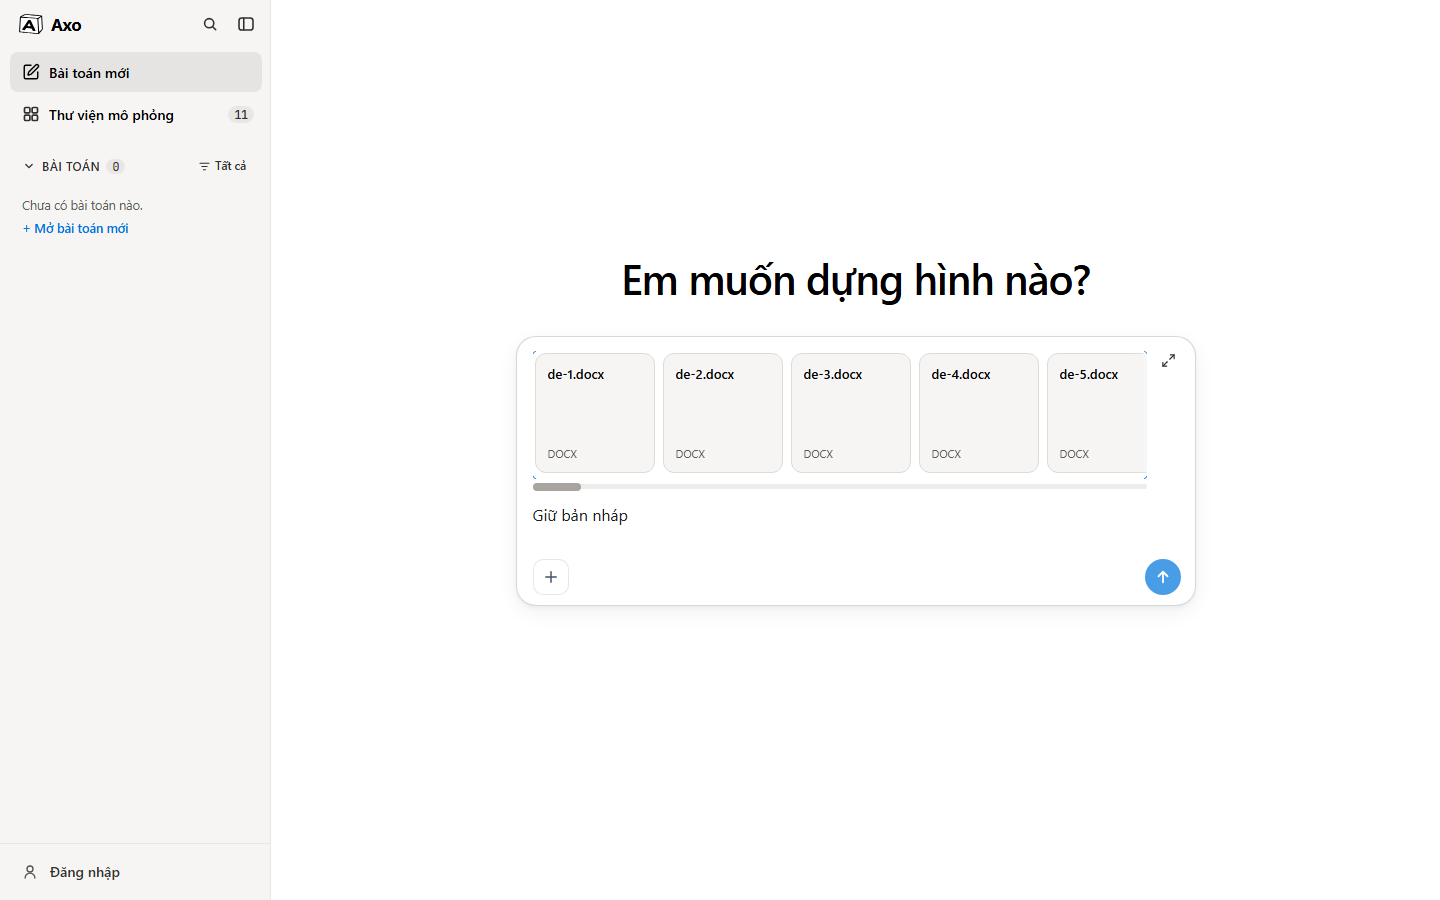 Axo
Bài toán mới
Thư viện mô phỏng 11
BÀI TOÁN 0 Tất cả
Chưa có bài toán nào.
+ Mở bài toán mới
Em muốn dựng hình nào?
de-1.docx de-2.docx de-3.docx de-4.docx de-5.docx
DOCX DOCX DOCX DOCX DOCX
Giữ bản nháp
Đăng nhập